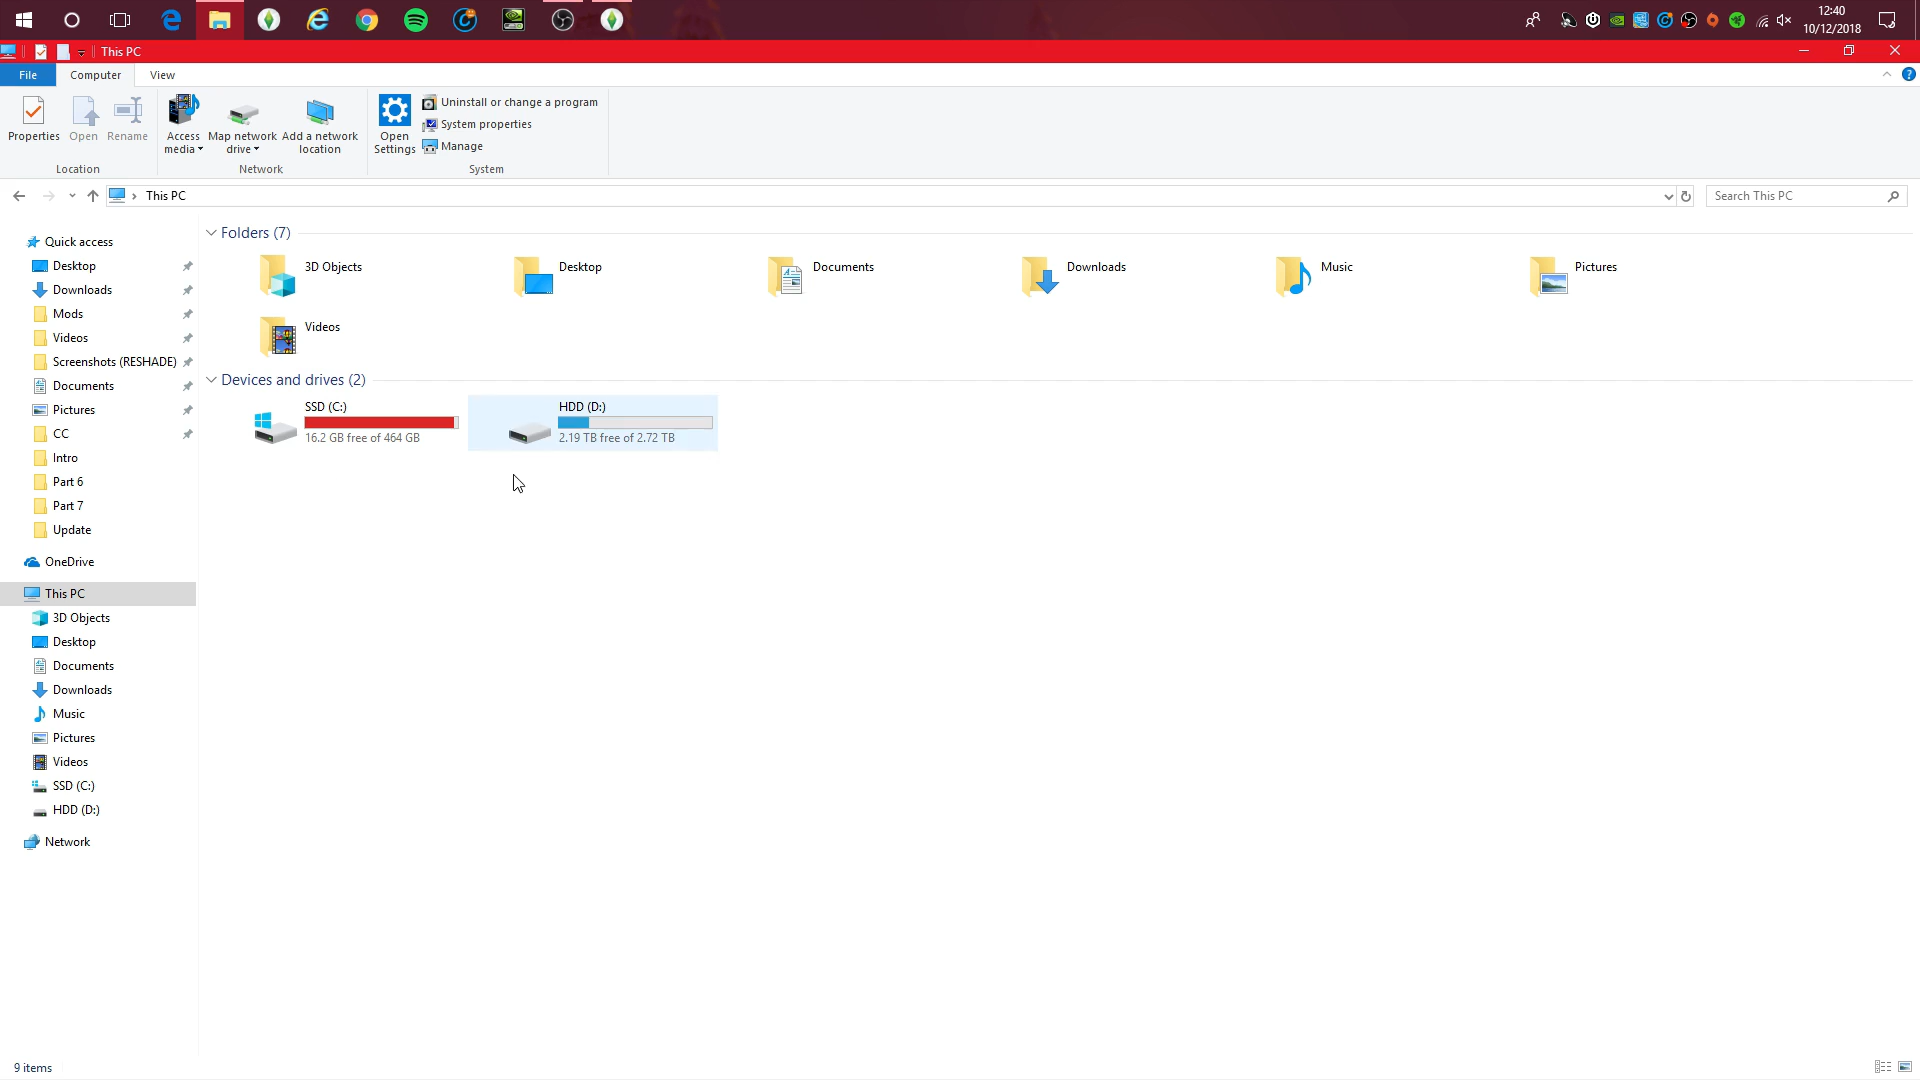 12:40
10/12/2018
This PC
File
Computer
View
Properties
Open
Rename
Access media
Map network drive
Add a network location
Open Settings
Uninstall or change a program
System properties
Manage
Location
Network
System
This PC
Search This PC
Quick access
Desktop
Downloads
Mods
Videos
Screenshots (RESHADE)
Documents
Pictures
CC
Intro
Part 6
Part 7
Update
OneDrive
This PC
3D Objects
Desktop
Documents
Downloads
Music
Pictures
Videos
SSD (C:)
HDD (D:)
Network
Folders (7)
3D Objects
Desktop
Documents
Downloads
Music
Pictures
Videos
Devices and drives (2)
SSD (C:)
16.2 GB free of 464 GB
HDD (D:)
2.19 TB free of 2.72 TB
9 items